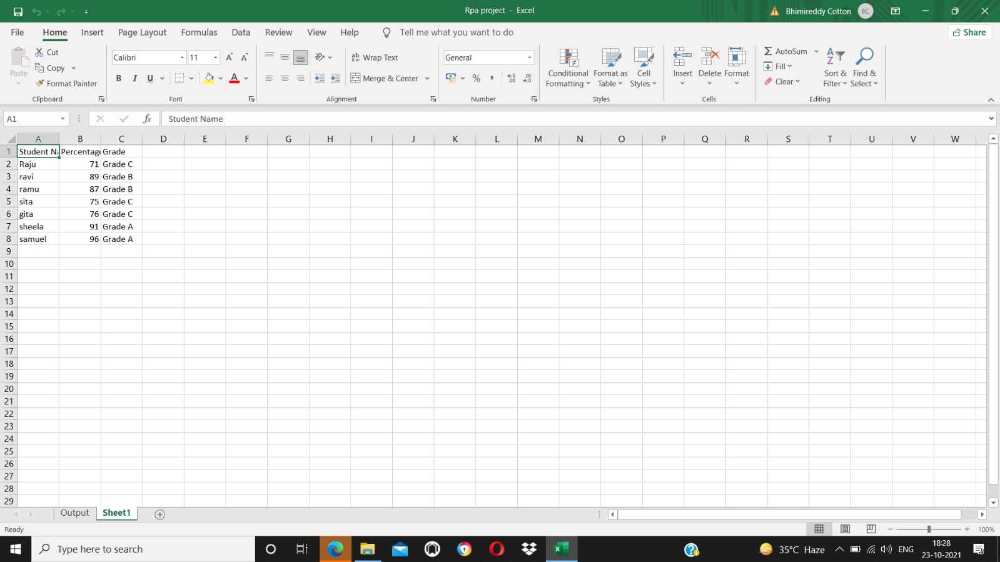 Rpa project - Excel
Bhimireddy Cotton BC
File Home Insert Page Layout Formulas Data Review View Help Tell me what you want to do Share
Paste
Cut
Copy
Format Painter
Clipboard
Calibri 11
B I U A
Font
Wrap Text
Merge & Center
Alignment
General
%
Number
Conditional Formatting
Format as Table
Cell Styles
Styles
Insert Delete Format
Cells
AutoSum
Fill
Clear
Sort & Filter
Find & Select
Editing
A1 fx Student Name
A B C D E F G H I J K L M N O P Q R S T U V W
1 Student Na Percentage Grade
2 Raju 71 Grade C
3 ravi 89 Grade B
4 ramu 87 Grade B
5 sita 75 Grade C
6 gita 76 Grade C
7 sheela 91 Grade A
8 samuel 96 Grade A
9
10
11
12
13
14
15
16
17
18
19
20
21
22
23
24
25
26
27
28
29
Output Sheet1
Ready 100%
Type here to search
35°C Haze ENG
18:28
23-10-2021